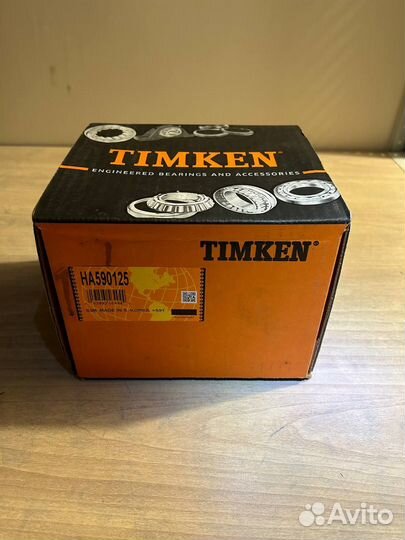 TIMKEN®
ENGINEERED BEARINGS AND ACCESSORIES
TIMKEN®
HA590125
MADE IN S. KOREA
Avito